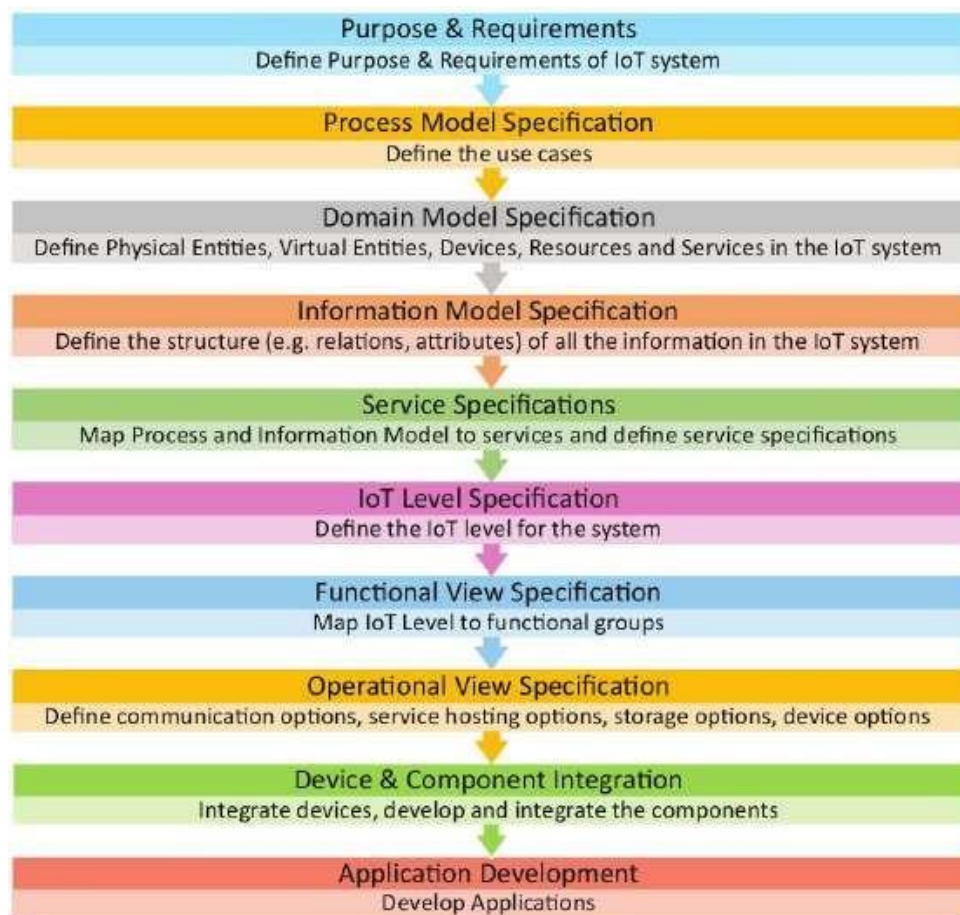 Purpose & Requirements
Define Purpose & Requirements of IoT system
Process Model Specification
Define the use cases
Domain Model Specification
Define Physical Entities, Virtual Entities, Devices, Resources and Services in the IoT system
Information Model Specification
Define the structure (e.g. relations, attributes) of all the information in the IoT system
Service Specifications
Map Process and Information Model to services and define service specifications
IoT Level Specification
Define the IoT level for the system
Functional View Specification
Map IoT Level to functional groups
Operational View Specification
Define communication options, service hosting options, storage options, device options
Device & Component Integration
Integrate devices, develop and integrate the components
Application Development
Develop Applications